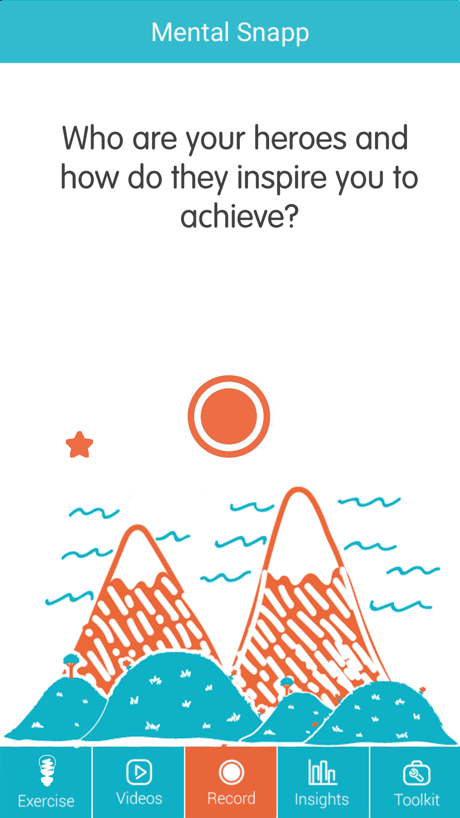 Mental Snapp
Who are your heroes and
how do they inspire you to
achieve?
Exercise
Videos
Record
Insights
Toolkit